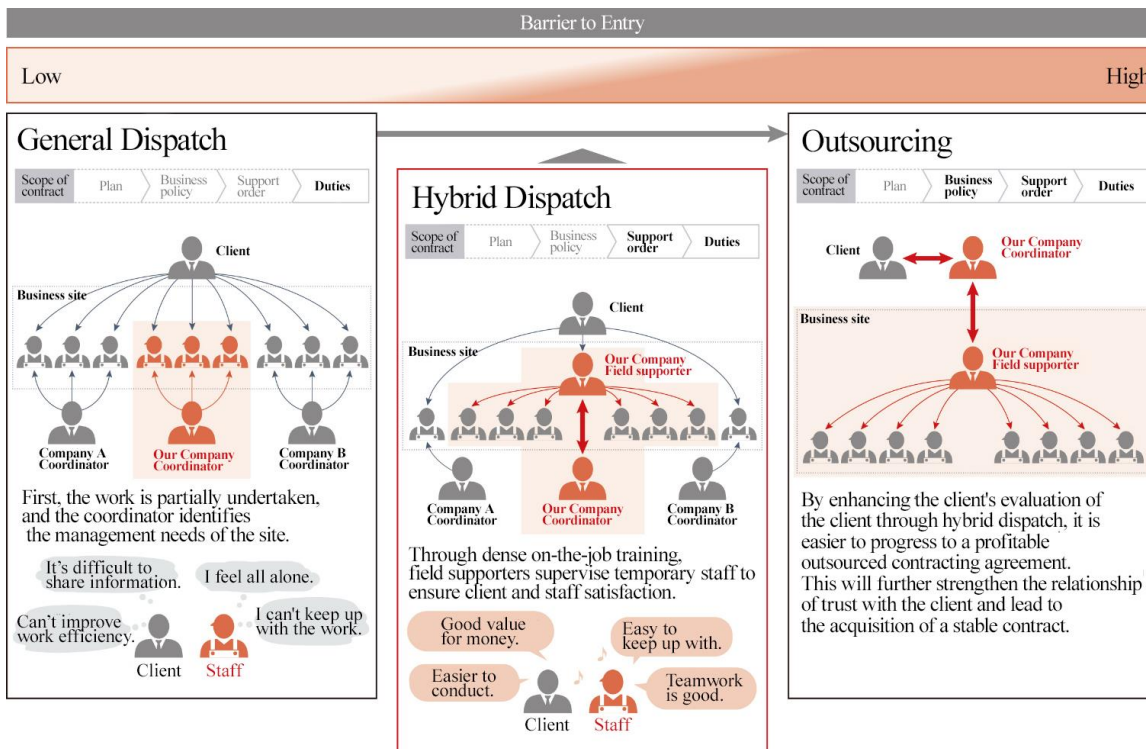 Barrier to Entry
Low
High
General Dispatch
Scope of
contract
Plan
Business
policy
Support
order
Duties
Client
Business site
Company A
Coordinator
Our Company
Coordinator
Company B
Coordinator
First, the work is partially undertaken,
and the coordinator identifies
the management needs of the site.
It's difficult to
share information.
I feel all alone.
Can't improve
work efficiency.
I can't keep up
with the work.
Client
Staff
Hybrid Dispatch
Scope of
contract
Plan
Business
policy
Support
order
Duties
Client
Business site
Our Company
Field supporter
Company A
Coordinator
Our Company
Coordinator
Company B
Coordinator
Through dense on-the-job training,
field supporters supervise temporary staff to
ensure client and staff satisfaction.
Good value
for money.
Easy to
keep up with.
Easier to
conduct.
Teamwork
is good.
Client
Staff
Outsourcing
Scope of
contract
Plan
Business
policy
Support
order
Duties
Client
Our Company
Coordinator
Business site
Our Company
Field supporter
By enhancing the client's evaluation of
the client through hybrid dispatch, it is
easier to progress to a profitable
outsourced contracting agreement.
This will further strengthen the relationship
of trust with the client and lead to
the acquisition of a stable contract.